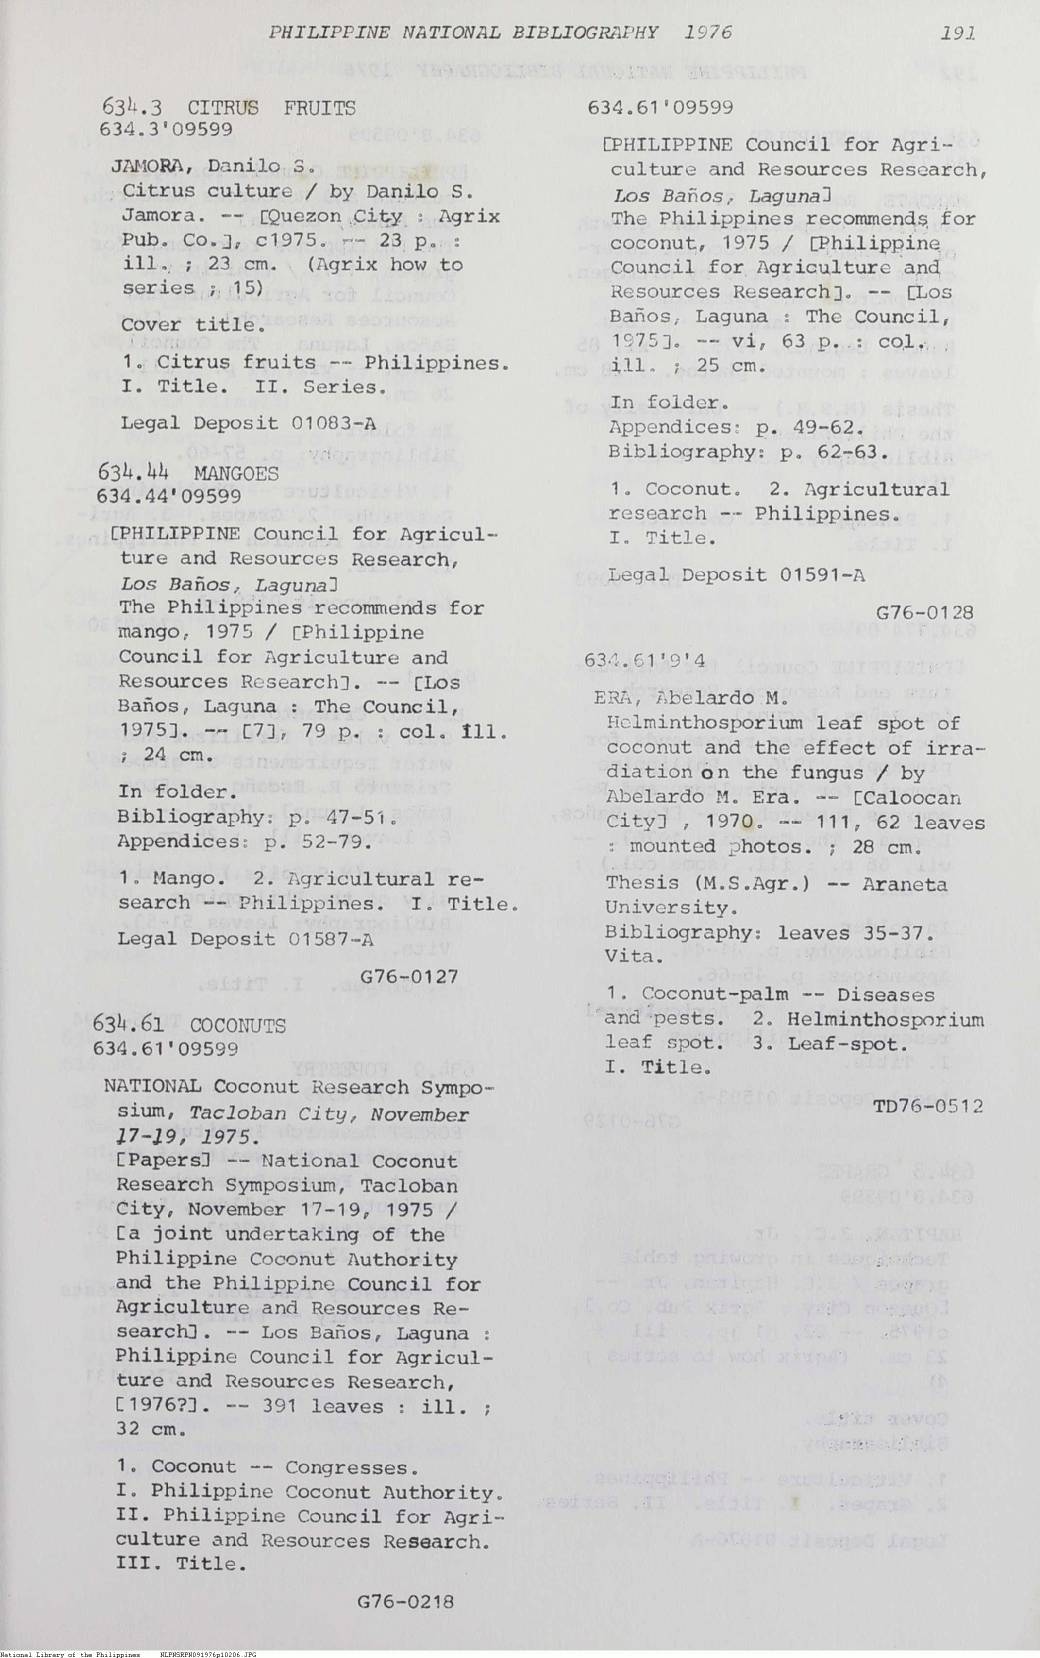 PHILIPPINE NATIONAL BIBLIOGRAPHY 1976 191
634.3 CITRUS FRUITS
634.3'09599
JAMORA, Danilo S.
Citrus culture / by Danilo S.
Jamora. -- [Quezon City : Agrix
Pub. Co.], c1975. -- 23 p. :
ill. ; 23 cm. (Agrix how to
series ; 15)
Cover title.
1. Citrus fruits -- Philippines.
I. Title. II. Series.
Legal Deposit 01083-A
634.44 MANGOES
634.44'09599
[PHILIPPINE Council for Agricul-
ture and Resources Research,
Los Baños, Laguna]
The Philippines recommends for
mango, 1975 / [Philippine
Council for Agriculture and
Resources Research]. -- [Los
Baños, Laguna : The Council,
1975]. -- [7], 79 p. : col. ill.
; 24 cm.
In folder.
Bibliography: p. 47-51.
Appendices: p. 52-79.
1. Mango. 2. Agricultural re-
search -- Philippines. I. Title.
Legal Deposit 01587-A
G76-0127
634.61 COCONUTS
634.61'09599
NATIONAL Coconut Research Sympo-
sium, Tacloban City, November
17-19, 1975.
[Papers] -- National Coconut
Research Symposium, Tacloban
City, November 17-19, 1975 /
[a joint undertaking of the
Philippine Coconut Authority
and the Philippine Council for
Agriculture and Resources Re-
search]. -- Los Baños, Laguna :
Philippine Council for Agricul-
ture and Resources Research,
[1976?]. -- 391 leaves : ill. ;
32 cm.
1. Coconut -- Congresses.
I. Philippine Coconut Authority.
II. Philippine Council for Agri-
culture and Resources Research.
III. Title.
G76-0218
634.61'09599
[PHILIPPINE Council for Agri-
culture and Resources Research,
Los Baños, Laguna]
The Philippines recommends for
coconut, 1975 / [Philippine
Council for Agriculture and
Resources Research]. -- [Los
Baños, Laguna : The Council,
1975]. -- vi, 63 p. : col.
ill. ; 25 cm.
In folder.
Appendices: p. 49-62.
Bibliography: p. 62-63.
1. Coconut. 2. Agricultural
research -- Philippines.
I. Title.
Legal Deposit 01591-A
G76-0128
634.61'9'4
ERA, Abelardo M.
Helminthosporium leaf spot of
coconut and the effect of irra-
diation on the fungus / by
Abelardo M. Era. -- [Caloocan
City] , 1970. -- 111, 62 leaves
: mounted photos. ; 28 cm.
Thesis (M.S.Agr.) -- Araneta
University.
Bibliography: leaves 35-37.
Vita.
1. Coconut-palm -- Diseases
and pests. 2. Helminthosporium
leaf spot. 3. Leaf-spot.
I. Title.
TD76-0512
National Library of the Philippines NLPNSRPN091976p10206.JPG